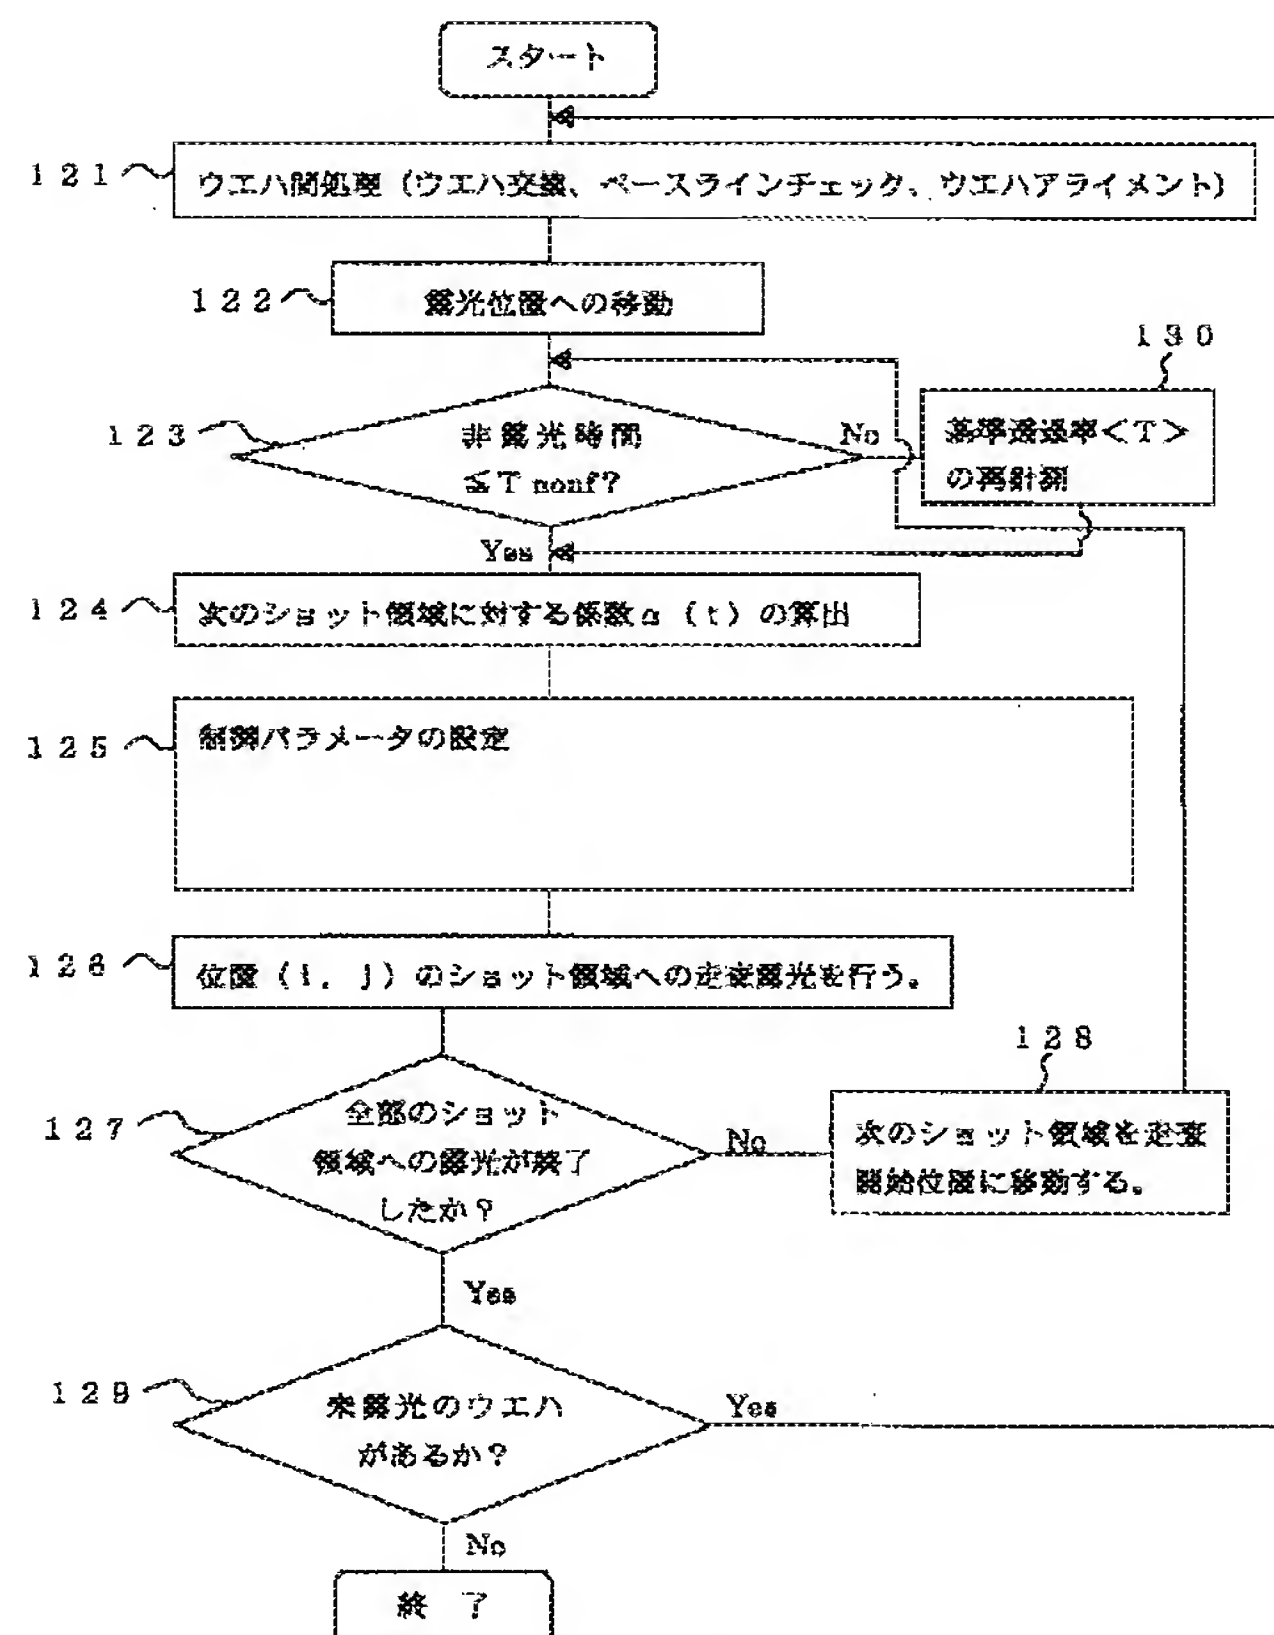 スタート
121
ウエハ間処理（ウエハ交換、ベースラインチェック、ウエハアライメント）
122
露光位置への移動
130
123
非露光時間
≦T nonf?
No
基準透過率<T>
の再計測
Yes
124
次のショット領域に対する係数α（t）の算出
125
制御パラメータの設定
126
位置（i, j）のショット領域への走査露光を行う。
128
127
全部のショット
領域への露光が終了
したか？
No
次のショット領域を走査
開始位置に移動する。
Yes
129
未露光のウエハ
があるか？
Yes
No
終 了